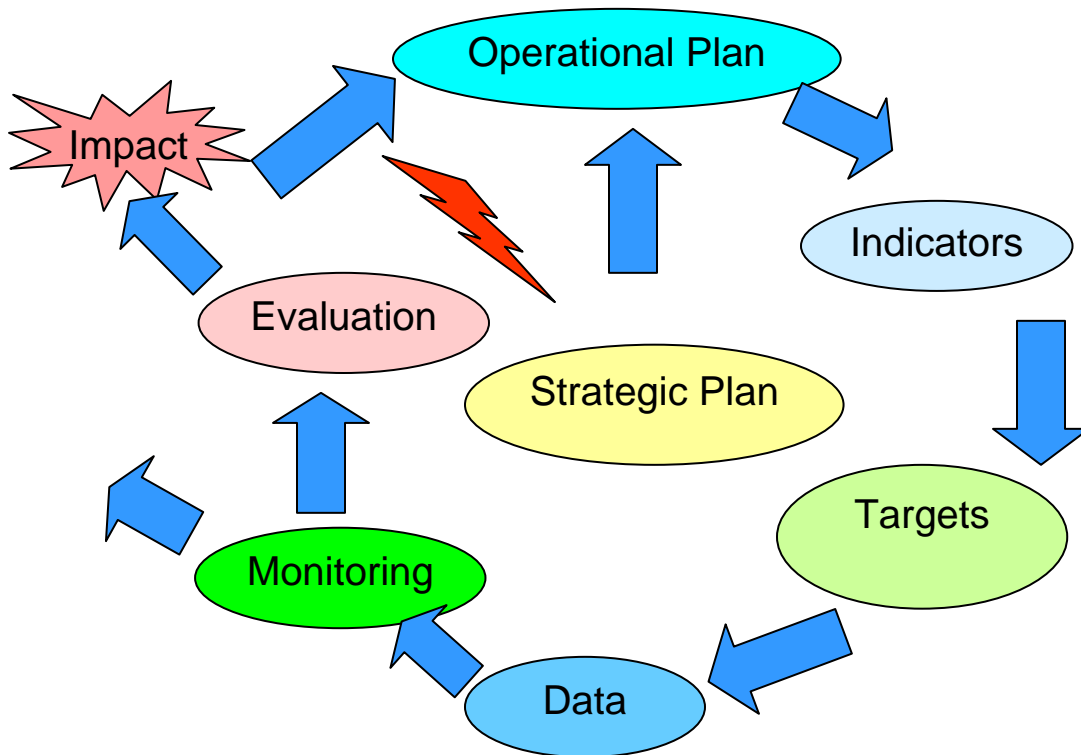 Operational Plan
Impact
Indicators
Evaluation
Strategic Plan
Targets
Monitoring
Data